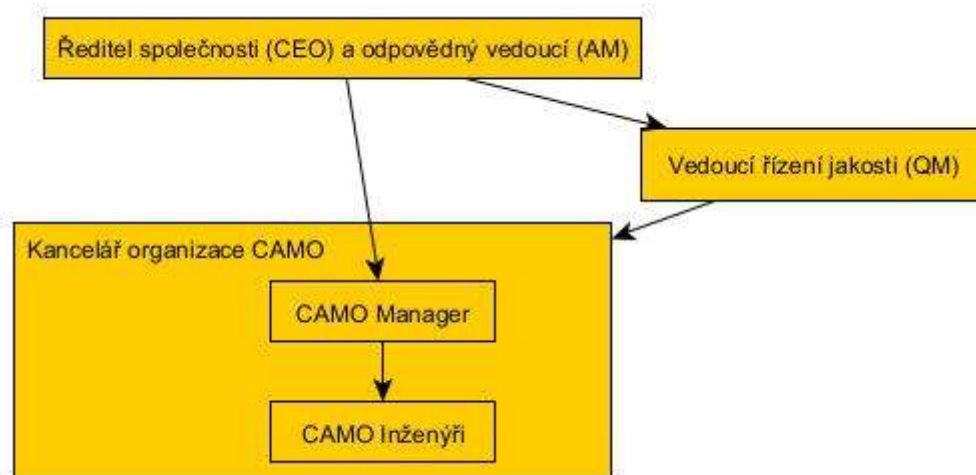 Ředitel společnosti (CEO) a odpovědný vedoucí (AM)
Vedoucí řízení jakosti (QM)
Kancelář organizace CAMO
CAMO Manager
CAMO Inženýři